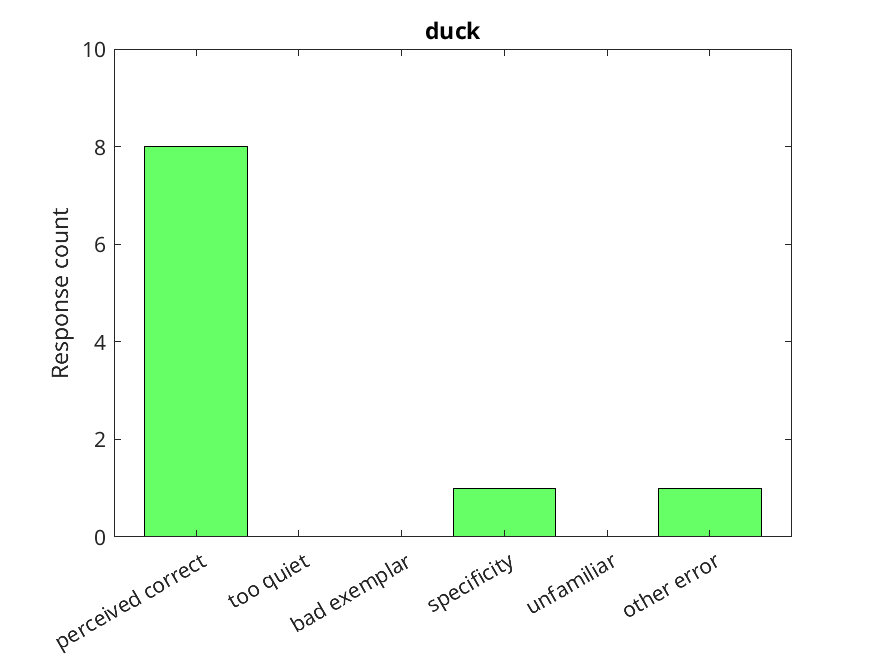 duck
10
8
6
4
2
0
Response count
perceived correct
too quiet
bad exemplar
specificity
unfamiliar
other error